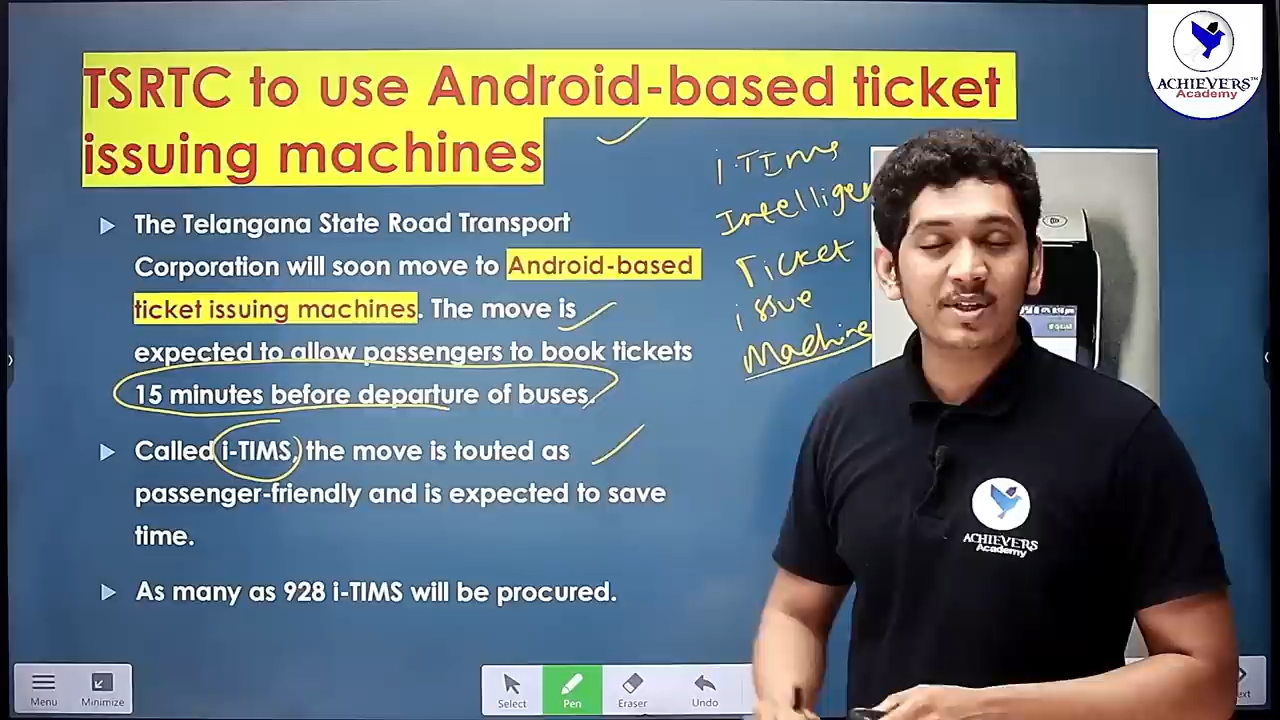 TSRTC to use Android-based ticket
issuing machines
The Telangana State Road Transport
Corporation will soon move to Android-based
ticket issuing machines. The move is
expected to allow passengers to book tickets
15 minutes before departure of buses.
Called i-TIMS, the move is touted as
passenger-friendly and is expected to save
time.
As many as 928 i-TIMS will be procured.
i-TIMS
Intelligen
Ticket
issue
Machine
ACHIEVERS™
Academy
ACHIEVERS
Academy
Menu
Minimize
Select
Pen
Eraser
Undo